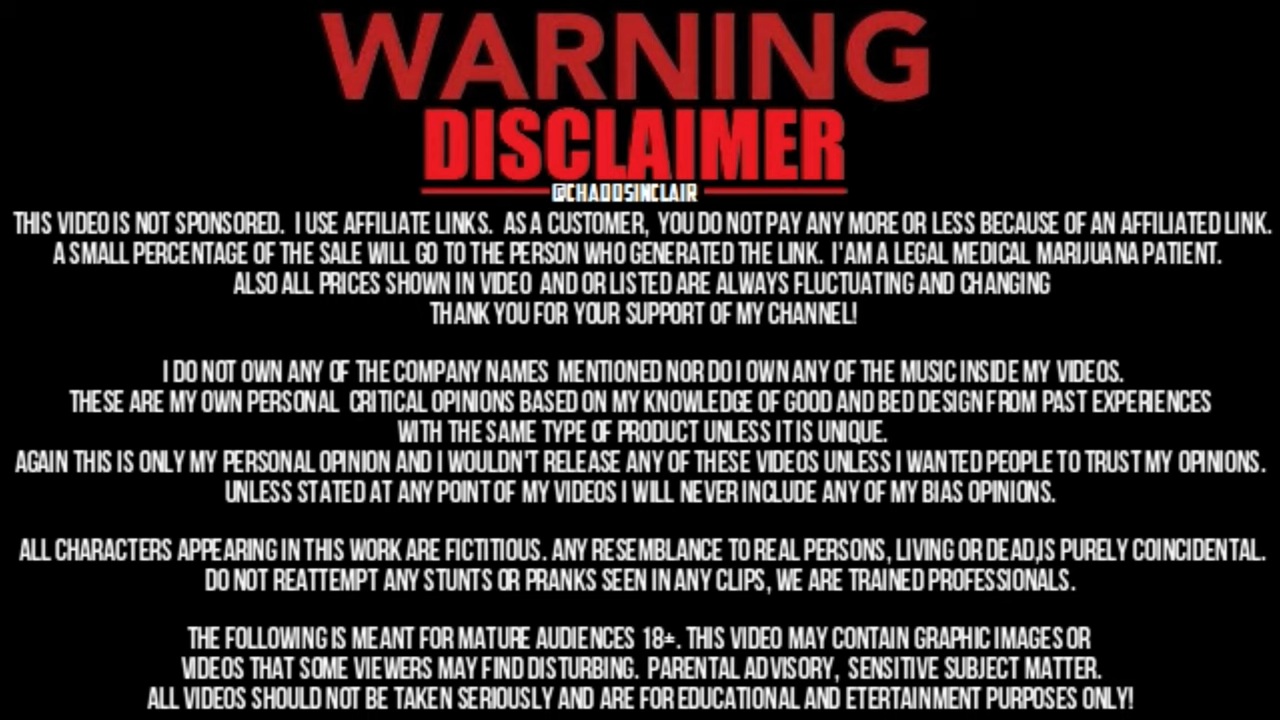 WARNING
DISCLAIMER
@CHADDSINCLAIR
THIS VIDEO IS NOT SPONSORED. I USE AFFILIATE LINKS. AS A CUSTOMER, YOU DO NOT PAY ANY MORE OR LESS BECAUSE OF AN AFFILIATED LINK.
A SMALL PERCENTAGE OF THE SALE WILL GO TO THE PERSON WHO GENERATED THE LINK. I'AM A LEGAL MEDICAL MARIJUANA PATIENT.
ALSO ALL PRICES SHOWN IN VIDEO AND OR LISTED ARE ALWAYS FLUCTUATING AND CHANGING
THANK YOU FOR YOUR SUPPORT OF MY CHANNEL!
I DO NOT OWN ANY OF THE COMPANY NAMES MENTIONED NOR DO I OWN ANY OF THE MUSIC INSIDE MY VIDEOS.
THESE ARE MY OWN PERSONAL CRITICAL OPINIONS BASED ON MY KNOWLEDGE OF GOOD AND BED DESIGN FROM PAST EXPERIENCES
WITH THE SAME TYPE OF PRODUCT UNLESS IT IS UNIQUE.
AGAIN THIS IS ONLY MY PERSONAL OPINION AND I WOULDN'T RELEASE ANY OF THESE VIDEOS UNLESS I WANTED PEOPLE TO TRUST MY OPINIONS.
UNLESS STATED AT ANY POINT OF MY VIDEOS I WILL NEVER INCLUDE ANY OF MY BIAS OPINIONS.
ALL CHARACTERS APPEARING IN THIS WORK ARE FICTITIOUS. ANY RESEMBLANCE TO REAL PERSONS, LIVING OR DEAD,IS PURELY COINCIDENTAL.
DO NOT REATTEMPT ANY STUNTS OR PRANKS SEEN IN ANY CLIPS, WE ARE TRAINED PROFESSIONALS.
THE FOLLOWING IS MEANT FOR MATURE AUDIENCES 18+. THIS VIDEO MAY CONTAIN GRAPHIC IMAGES OR
VIDEOS THAT SOME VIEWERS MAY FIND DISTURBING. PARENTAL ADVISORY, SENSITIVE SUBJECT MATTER.
ALL VIDEOS SHOULD NOT BE TAKEN SERIOUSLY AND ARE FOR EDUCATIONAL AND ETERTAINMENT PURPOSES ONLY!